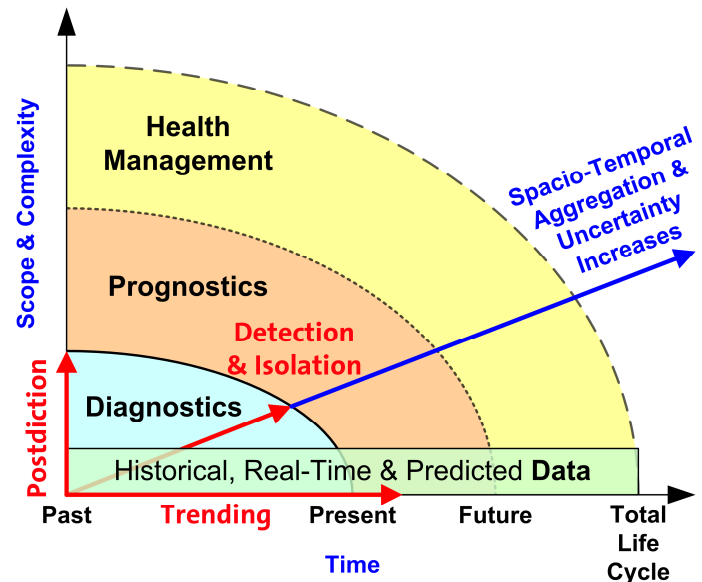 Scope & Complexity
Health
Management
Spacio-Temporal
Aggregation &
Uncertainty
Increases
Prognostics
Detection
& Isolation
Postdiction
Diagnostics
Historical, Real-Time & Predicted Data
Past
Trending
Present
Future
Total
Life
Cycle
Time